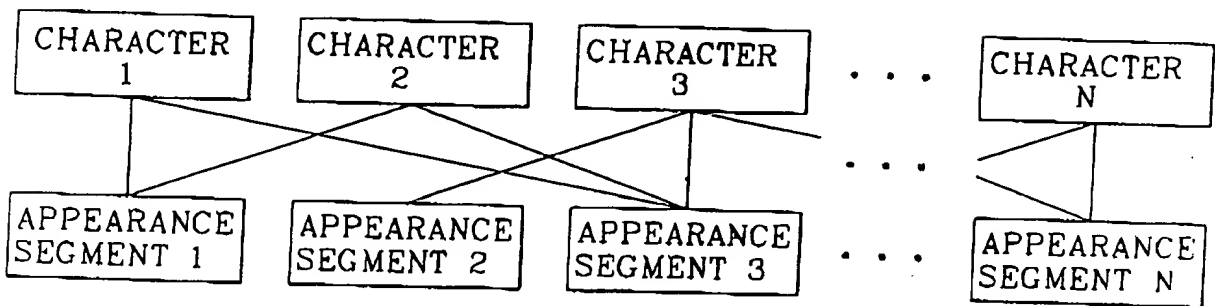 CHARACTER
1
CHARACTER
2
CHARACTER
3
. . .
CHARACTER
N
. . .
APPEARANCE
SEGMENT 1
APPEARANCE
SEGMENT 2
APPEARANCE
SEGMENT 3
. . .
APPEARANCE
SEGMENT N